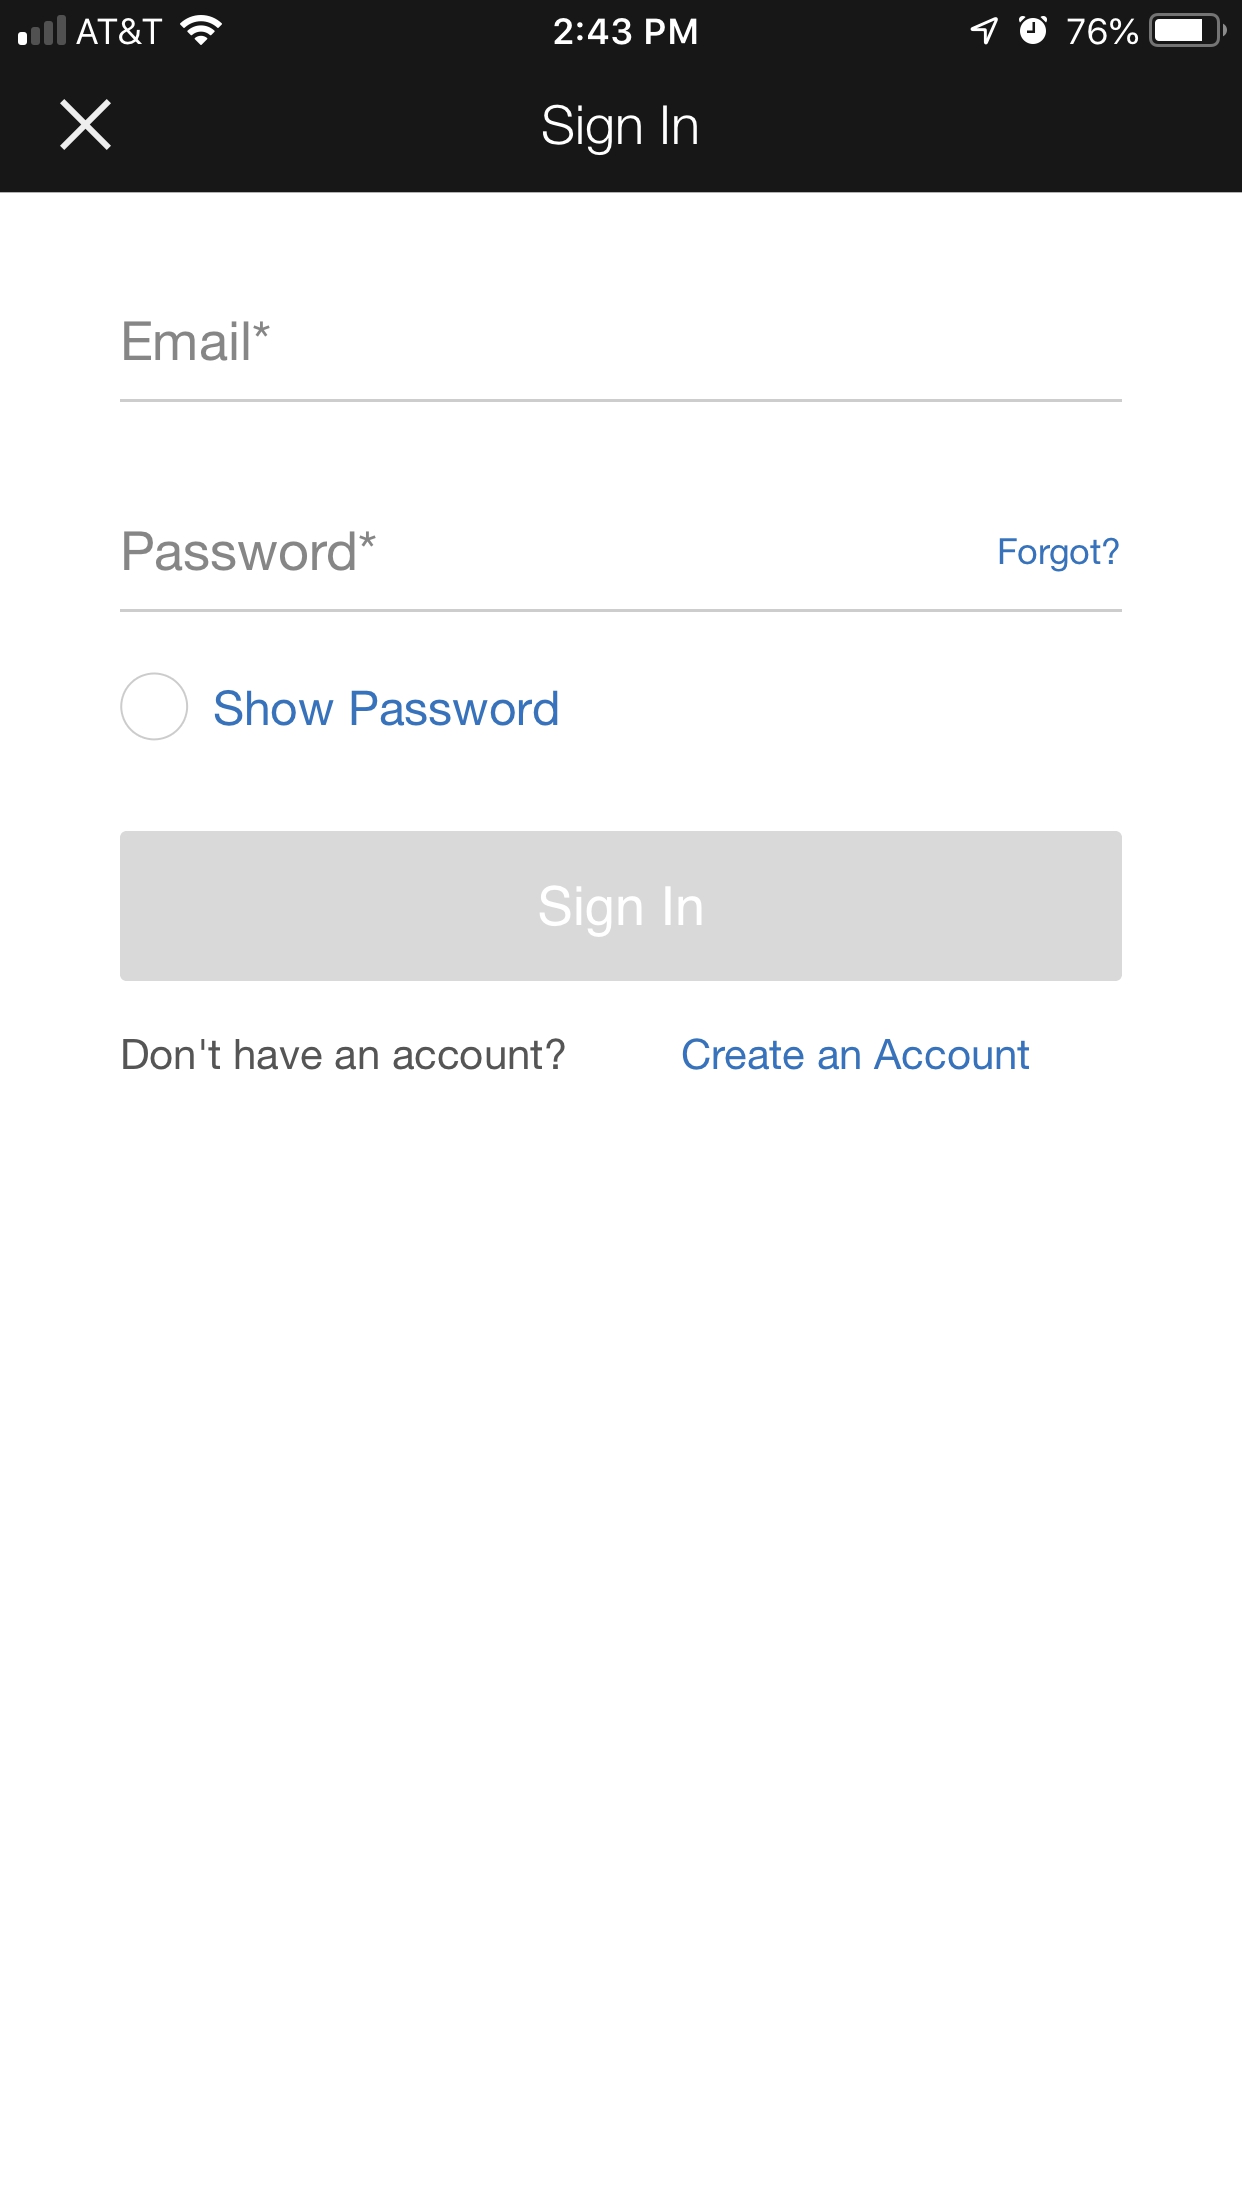 AT&T 2:43 PM 76%
Sign In
Email*
Password* Forgot?
Show Password
Sign In
Don't have an account? Create an Account